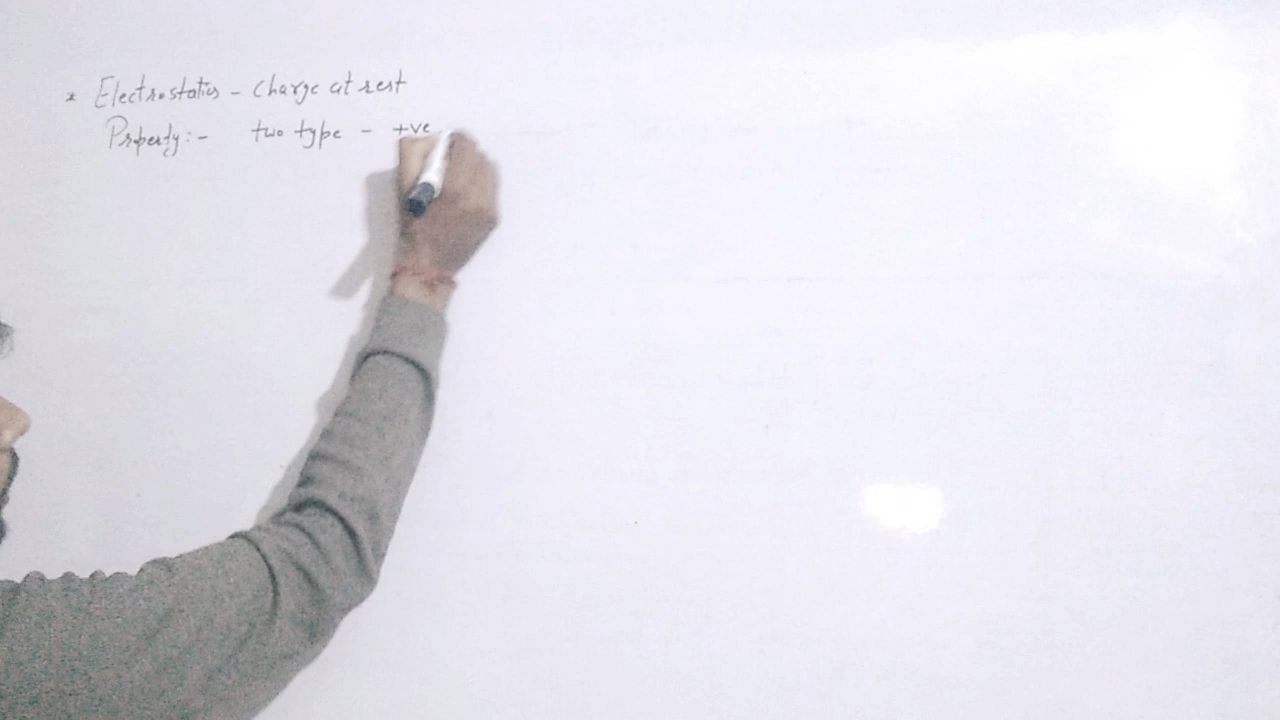 * Electrostatics - Charge at rest
Property:- two type - +ve